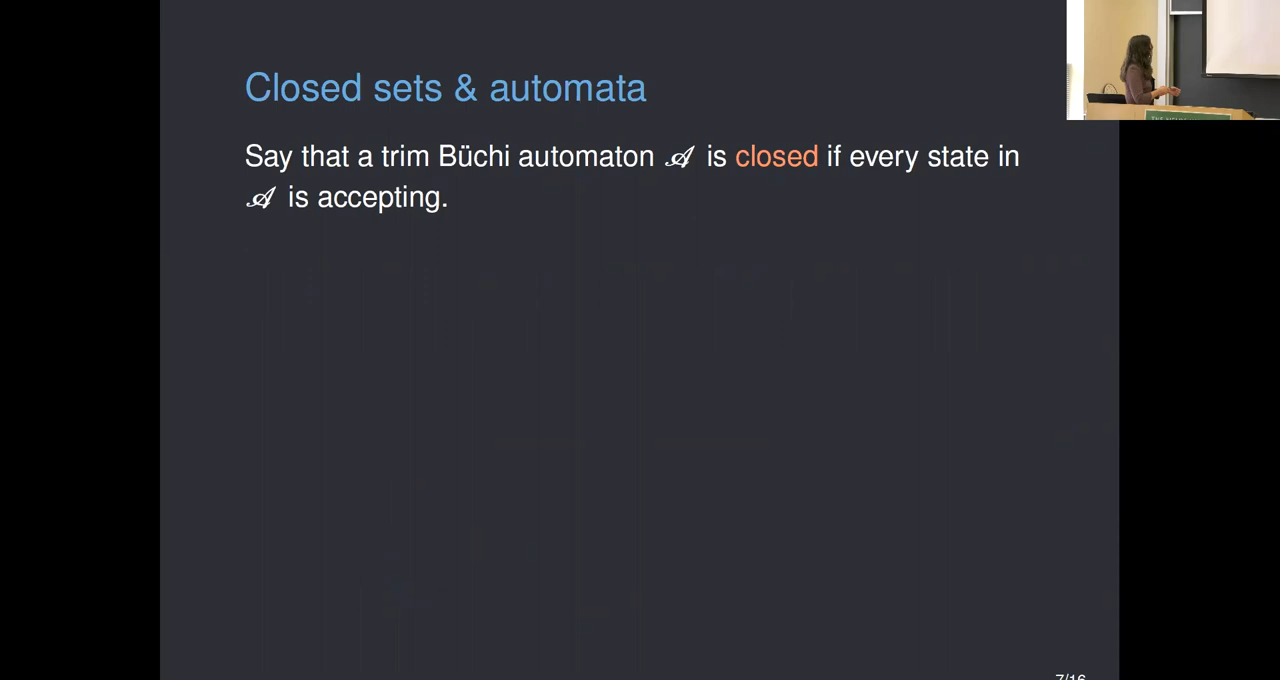 Closed sets & automata
Say that a trim Büchi automaton 𝒜 is closed if every state in
𝒜 is accepting.
7/16